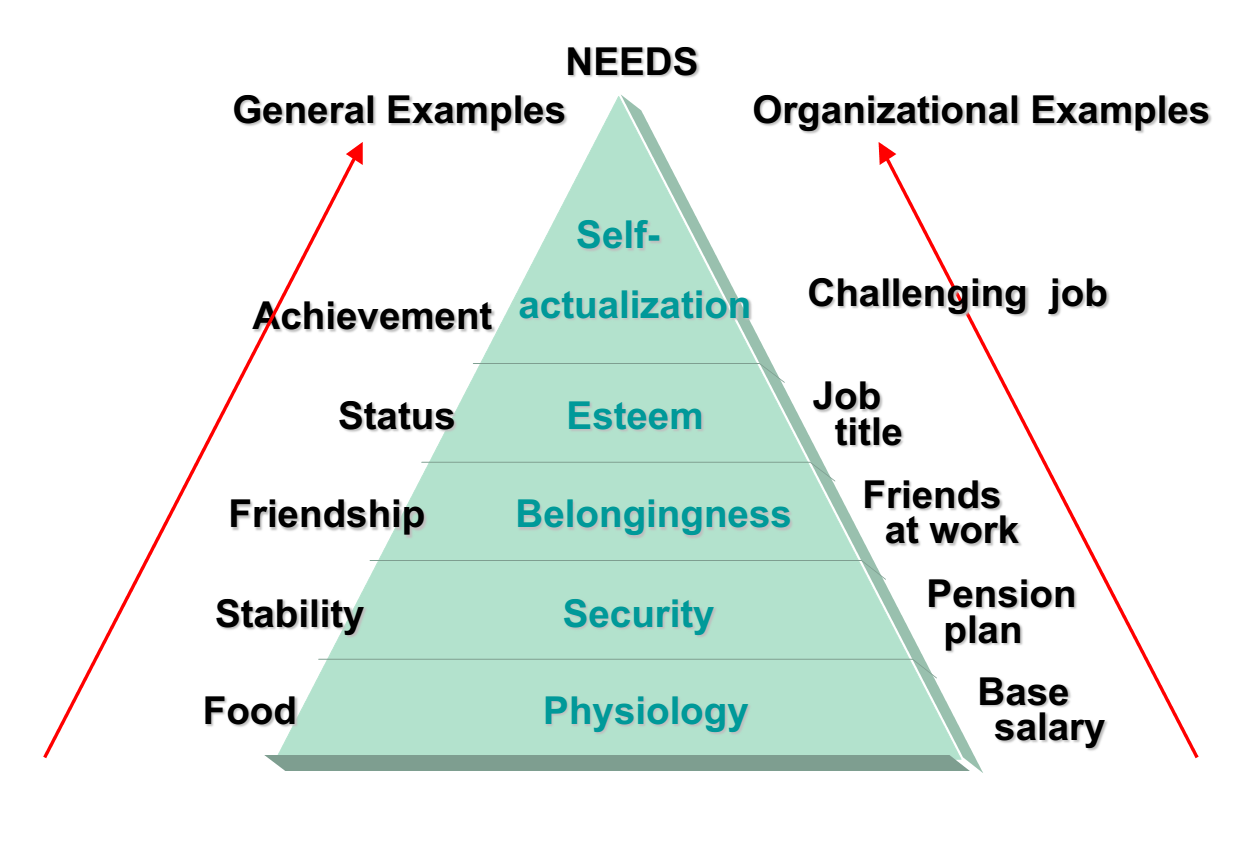 NEEDS
General Examples
Organizational Examples
Self-
actualization
Achievement
Challenging job
Status
Esteem
Job
title
Friendship
Belongingness
Friends
at work
Stability
Security
Pension
plan
Food
Physiology
Base
salary